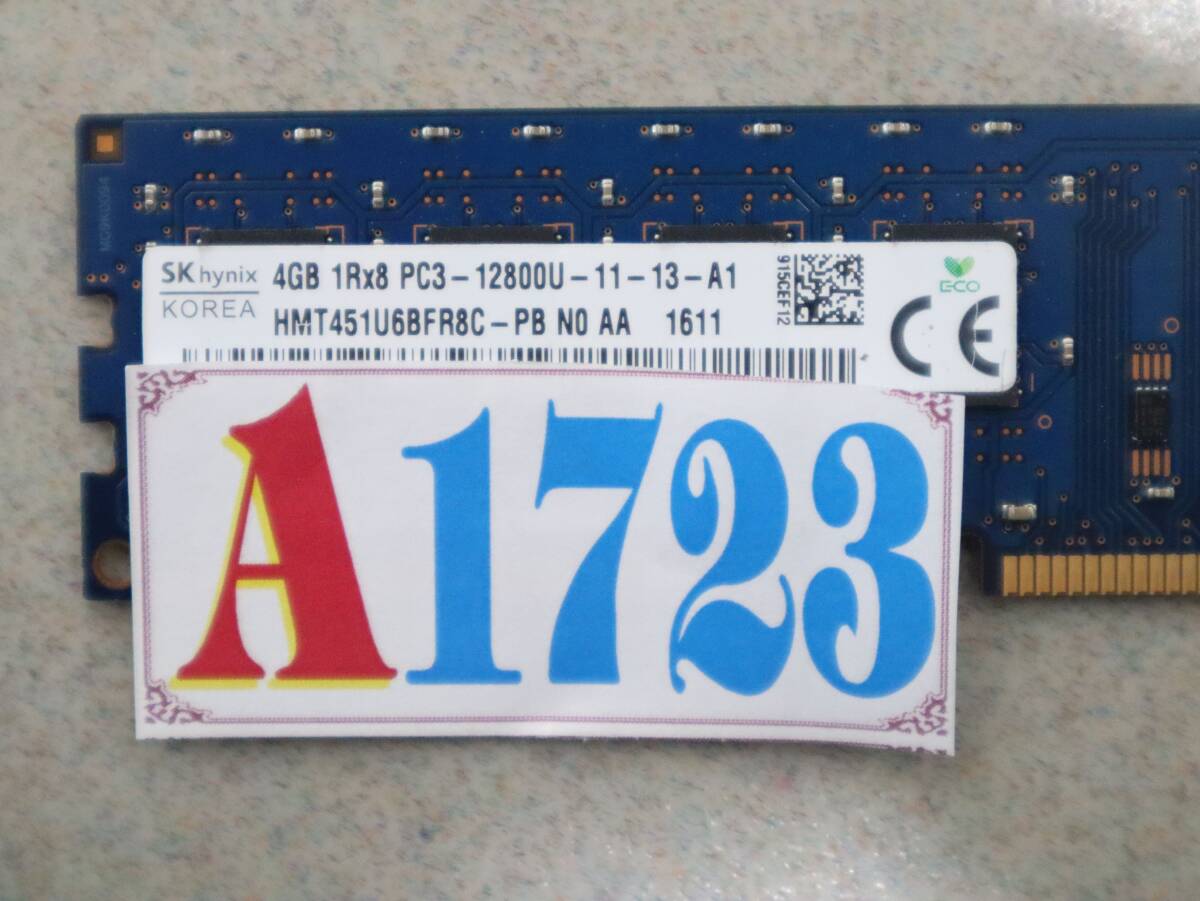 SK hynix
KOREA
4GB 1Rx8 PC3-12800U-11-13-A1
HMT451U6BFR8C-PB N0 AA 1611
915CEF12
ECO
CE
A1723